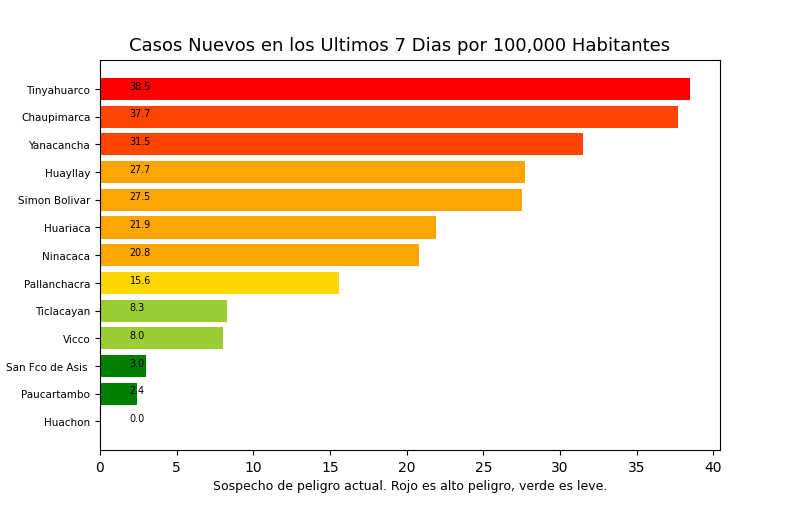 Casos Nuevos en los Ultimos 7 Dias por 100,000 Habitantes
Tinyahuarco 38.5
Chaupimarca 37.7
Yanacancha 31.5
Huayllay 27.7
Simon Bolivar 27.5
Huariaca 21.9
Ninacaca 20.8
Pallanchacra 15.6
Ticlacayan 8.3
Vicco 8.0
San Fco de Asis 3.0
Paucartambo 2.4
Huachon 0.0
0 5 10 15 20 25 30 35 40
Sospecho de peligro actual. Rojo es alto peligro, verde es leve.